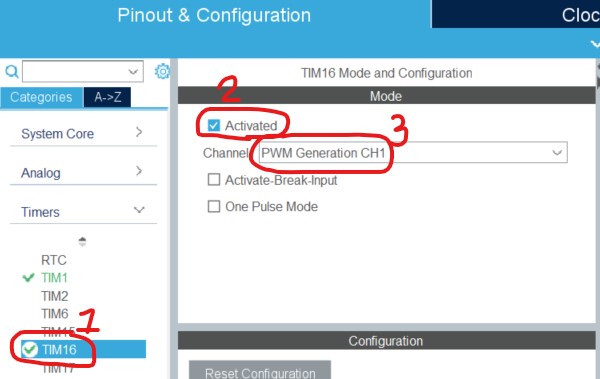 Pinout & Configuration
Cloc
Categories
A->Z
System Core
Analog
Timers
RTC
TIM1
TIM2
TIM6
TIM15
1
TIM16
TIM17
TIM16 Mode and Configuration
Mode
2
Activated
3
Channel
PWM Generation CH1
Activate-Break-Input
One Pulse Mode
Configuration
Reset Configuration